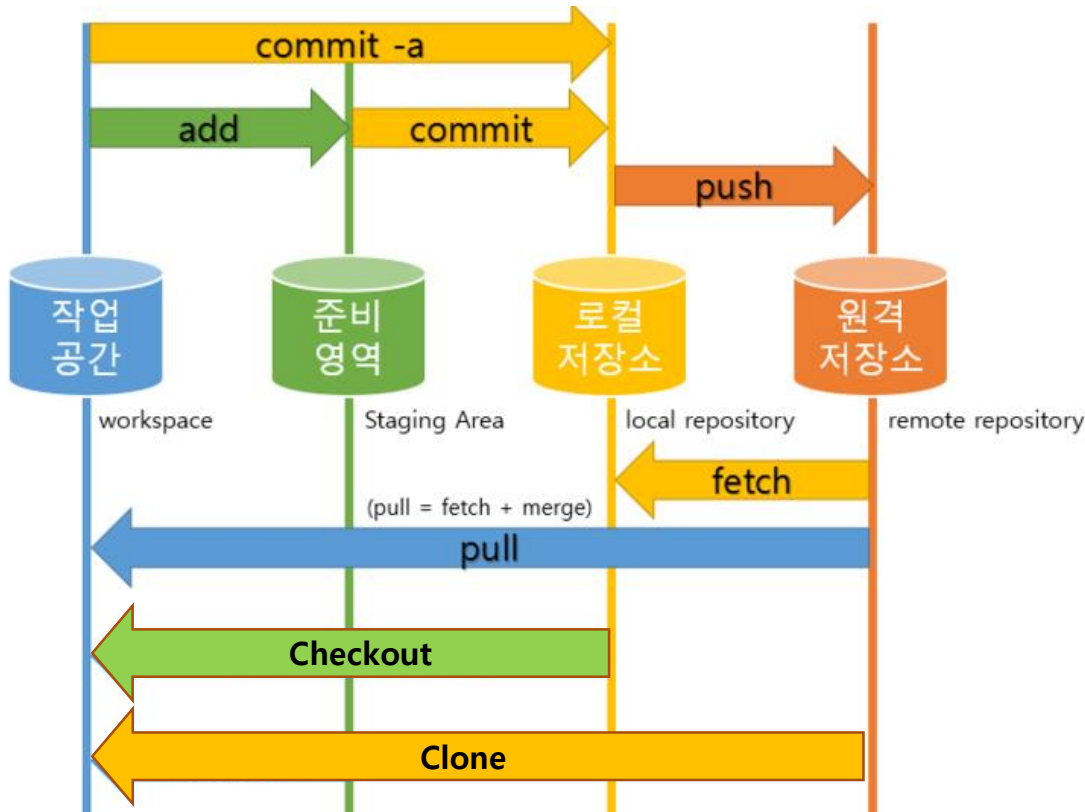 commit -a
add
commit
push
작업
공간
준비
영역
로컬
저장소
원격
저장소
workspace
Staging Area
local repository
remote repository
fetch
(pull = fetch + merge)
pull
Checkout
Clone